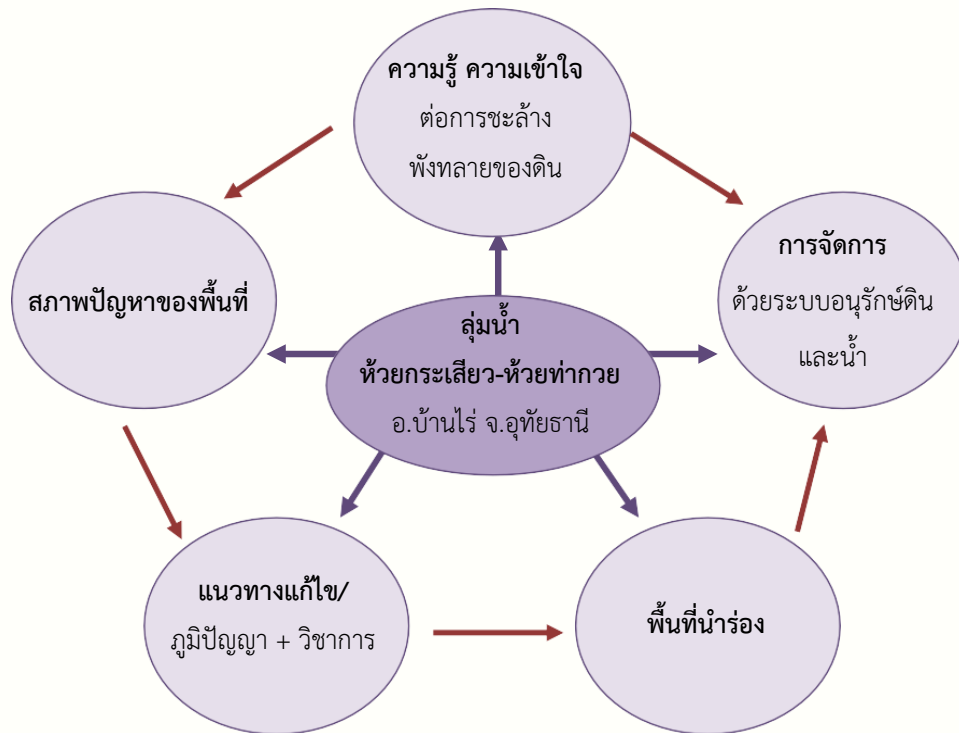 ความรู้ ความเข้าใจ
ต่อการชะล้าง
พังทลายของดิน
สภาพปัญหาของพื้นที่
การจัดการ
ด้วยระบบอนุรักษ์ดิน
และน้ำ
ลุ่มน้ำ
ห้วยกระเสียว-ห้วยท่ากวย
อ.บ้านไร่ จ.อุทัยธานี
แนวทางแก้ไข/
ภูมิปัญญา + วิชาการ
พื้นที่นำร่อง